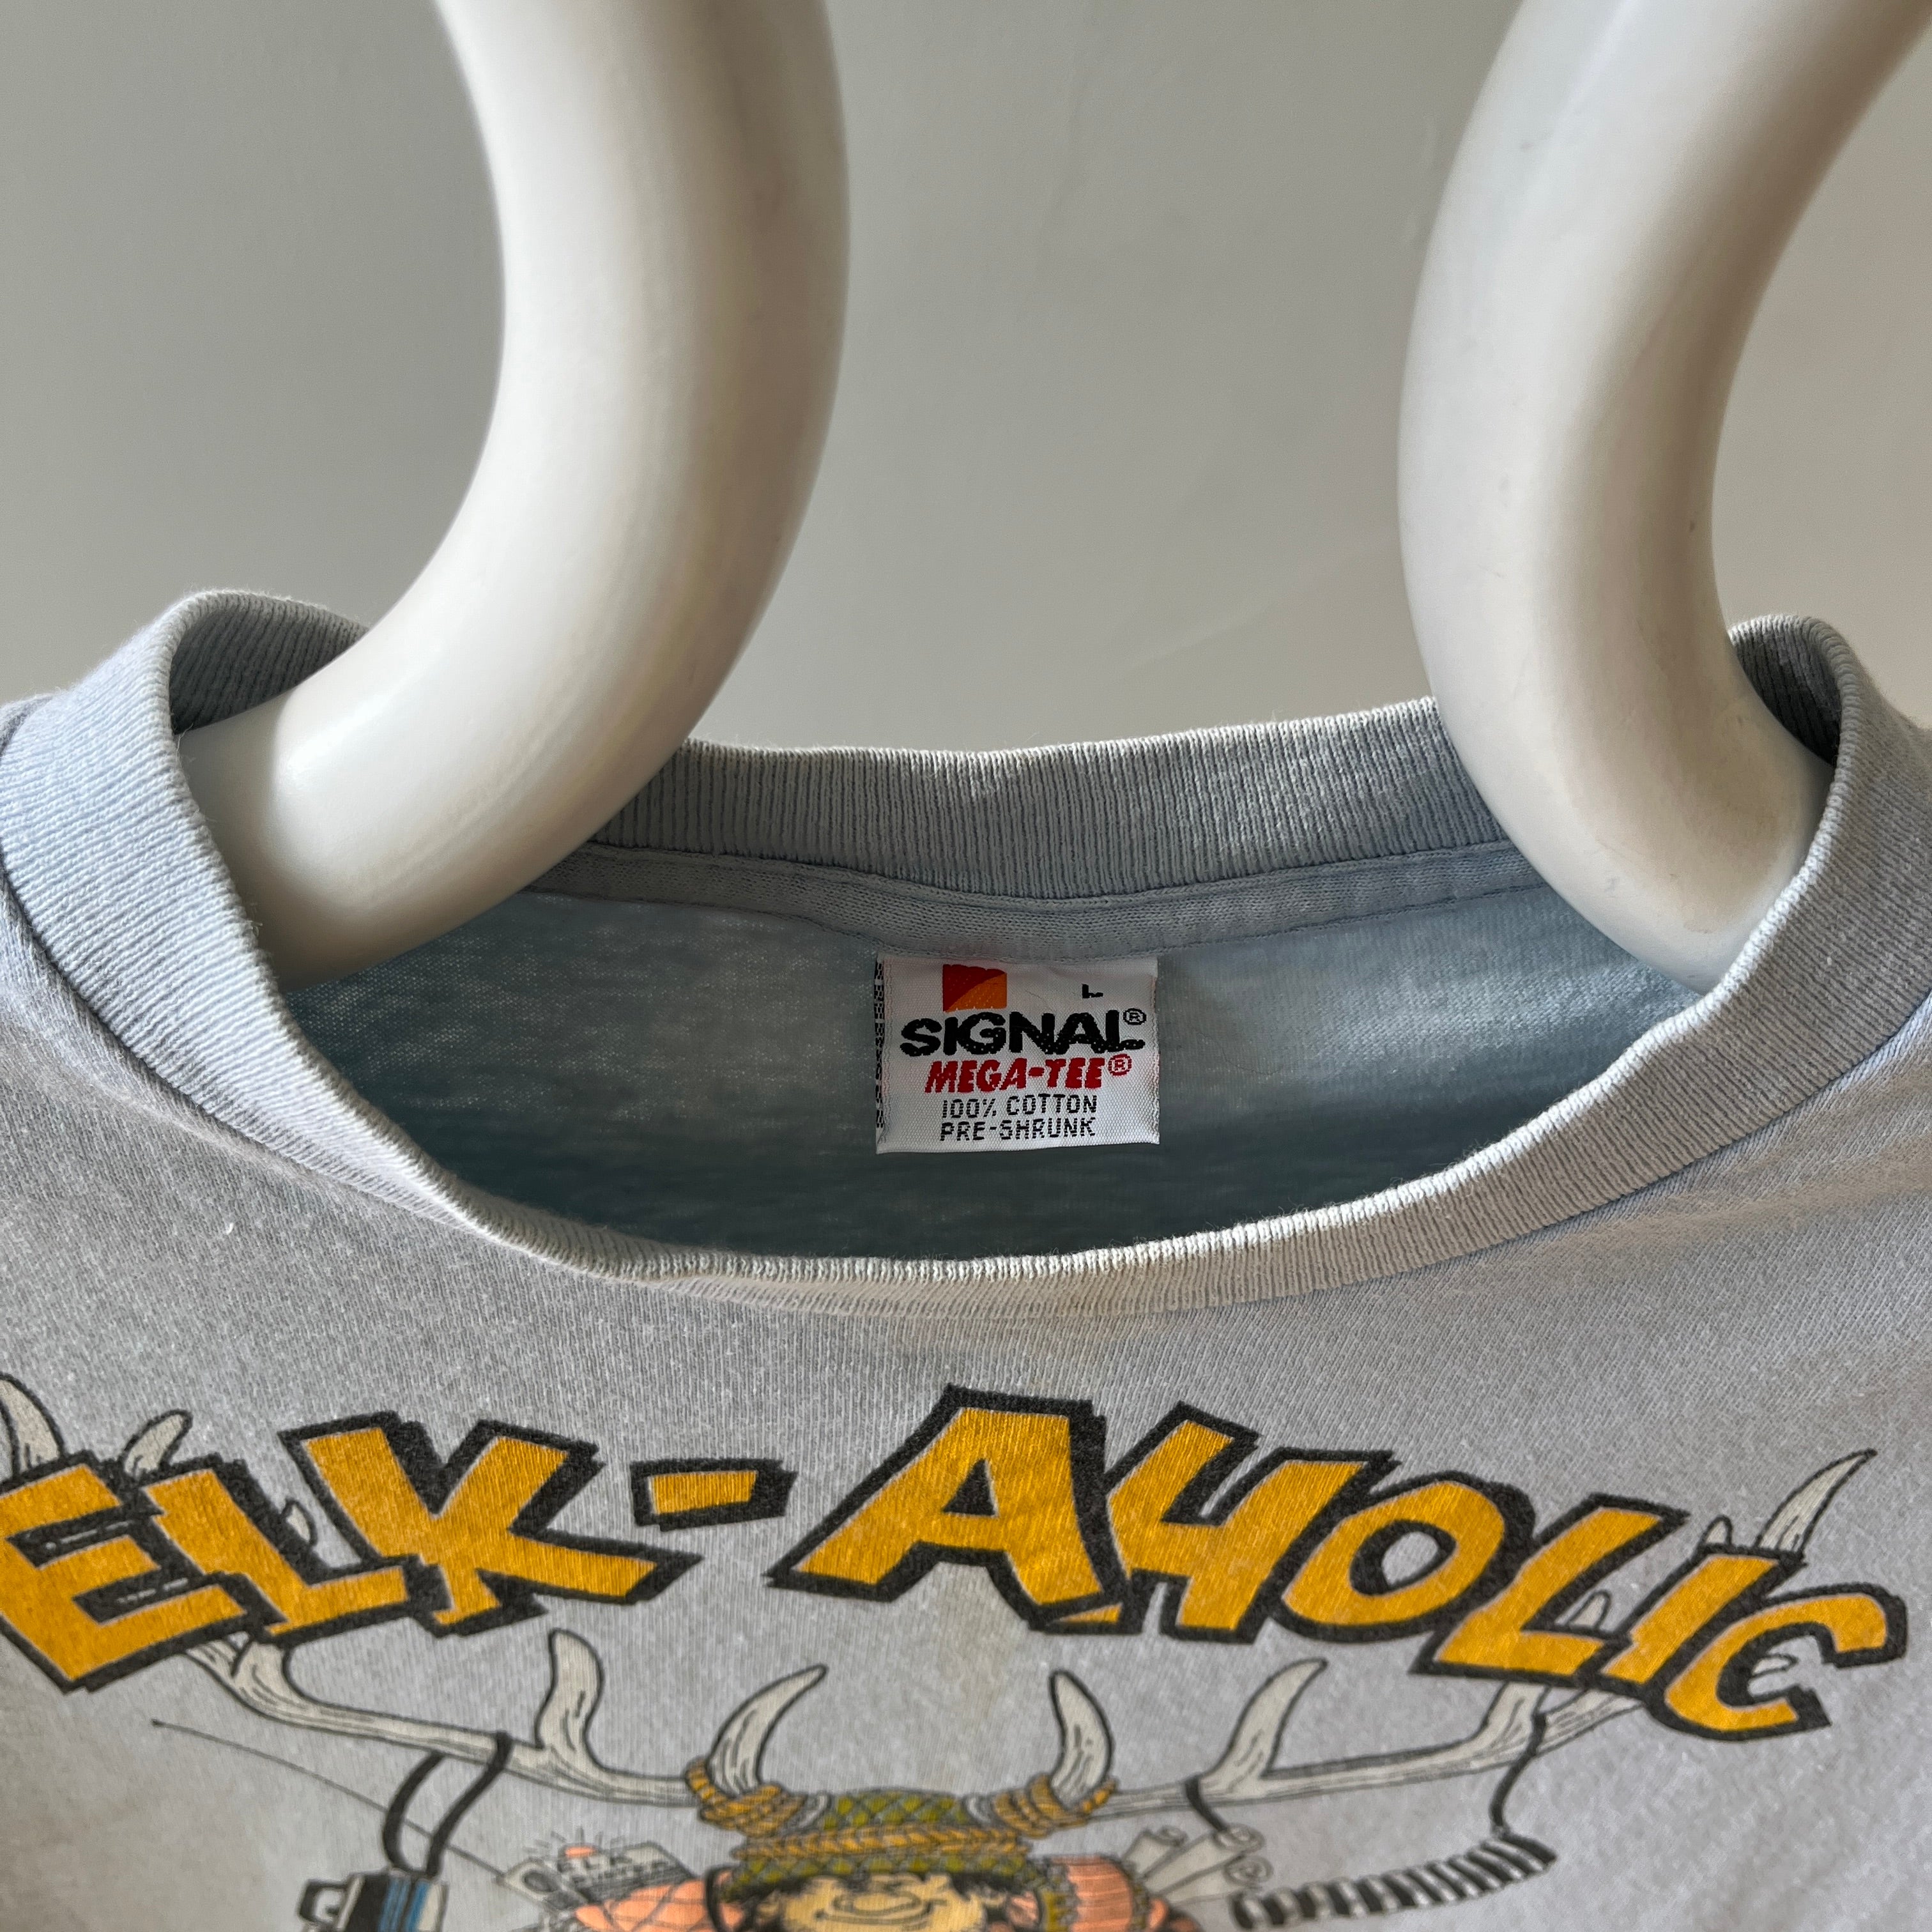 L
SIGNAL®
MEGA-TEE®
100% COTTON
PRE-SHRUNK
ELK-AHOLIC